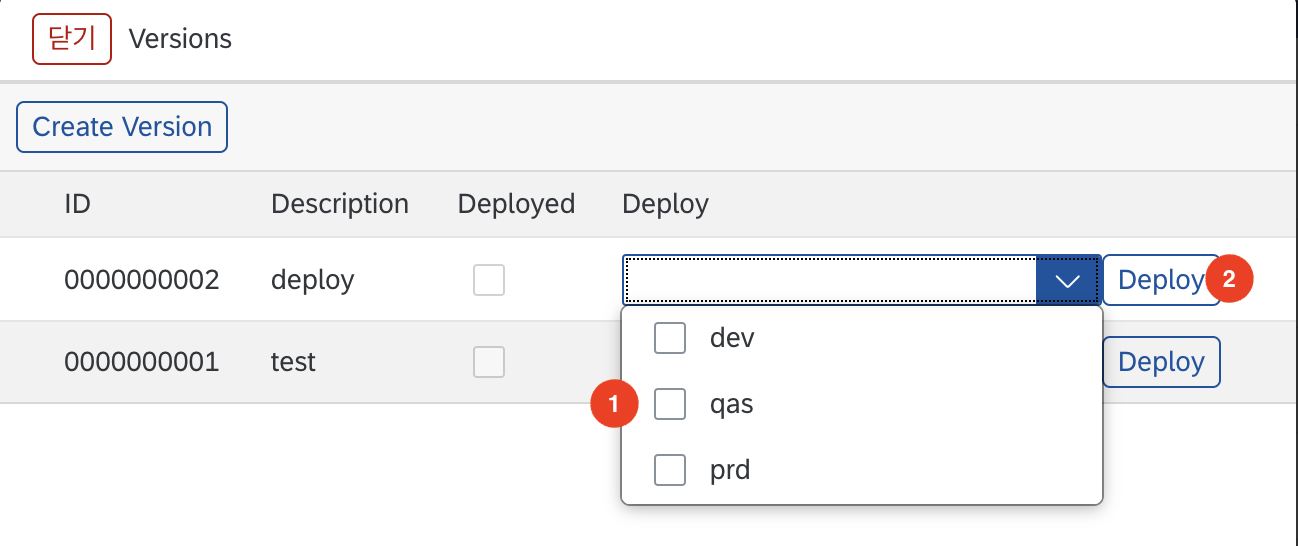 닫기 Versions
Create Version
ID Description Deployed Deploy
0000000002 deploy Deploy 2
dev
0000000001 test Deploy
1 qas
prd